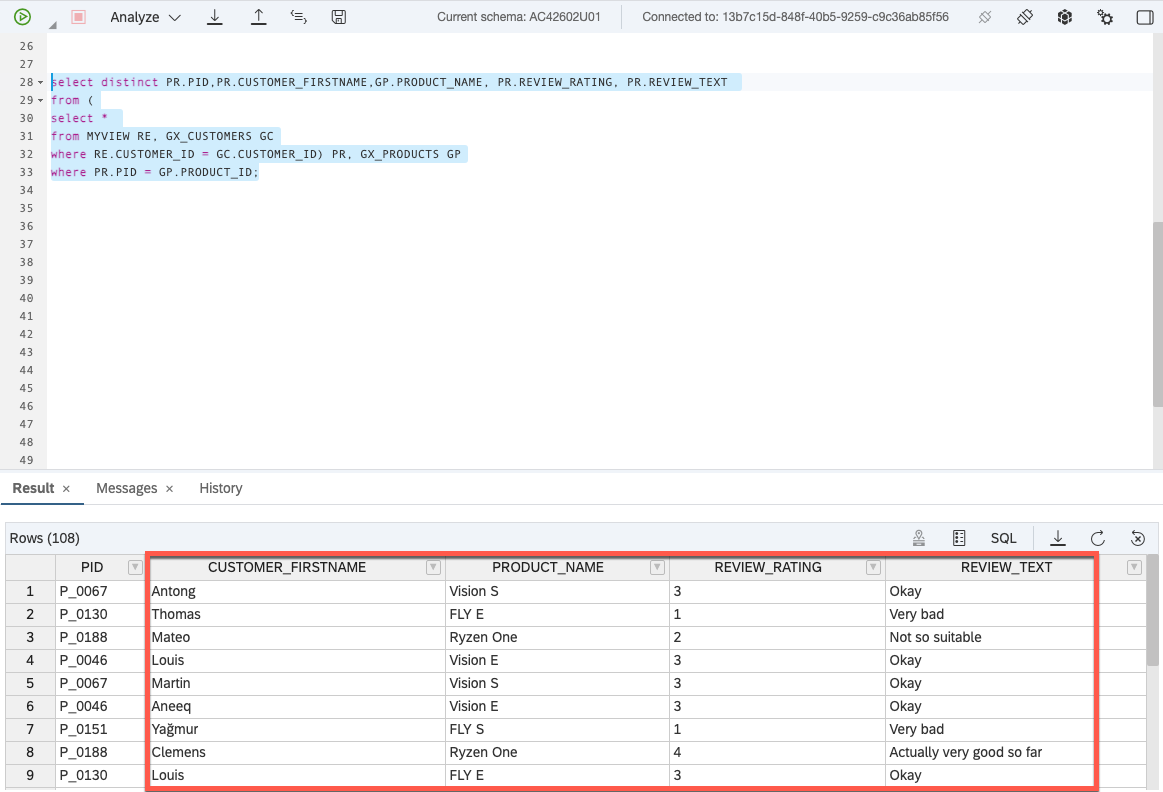 Analyze Current schema: AC42602U01 Connected to: 13b7c15d-848f-40b5-9259-c9c36ab85f56
26
27
28 select distinct PR.PID,PR.CUSTOMER_FIRSTNAME,GP.PRODUCT_NAME, PR.REVIEW_RATING, PR.REVIEW_TEXT
29 from (
30 select *
31 from MYVIEW RE, GX_CUSTOMERS GC
32 where RE.CUSTOMER_ID = GC.CUSTOMER_ID) PR, GX_PRODUCTS GP
33 where PR.PID = GP.PRODUCT_ID;
34
35
36
37
38
39
40
41
42
43
44
45
46
47
48
49
Result × Messages × History
Rows (108) SQL
PID CUSTOMER_FIRSTNAME PRODUCT_NAME REVIEW_RATING REVIEW_TEXT
1 P_0067 Antong Vision S 3 Okay
2 P_0130 Thomas FLY E 1 Very bad
3 P_0188 Mateo Ryzen One 2 Not so suitable
4 P_0046 Louis Vision E 3 Okay
5 P_0067 Martin Vision S 3 Okay
6 P_0046 Aneeq Vision E 3 Okay
7 P_0151 Yağmur FLY S 1 Very bad
8 P_0188 Clemens Ryzen One 4 Actually very good so far
9 P_0130 Louis FLY E 3 Okay